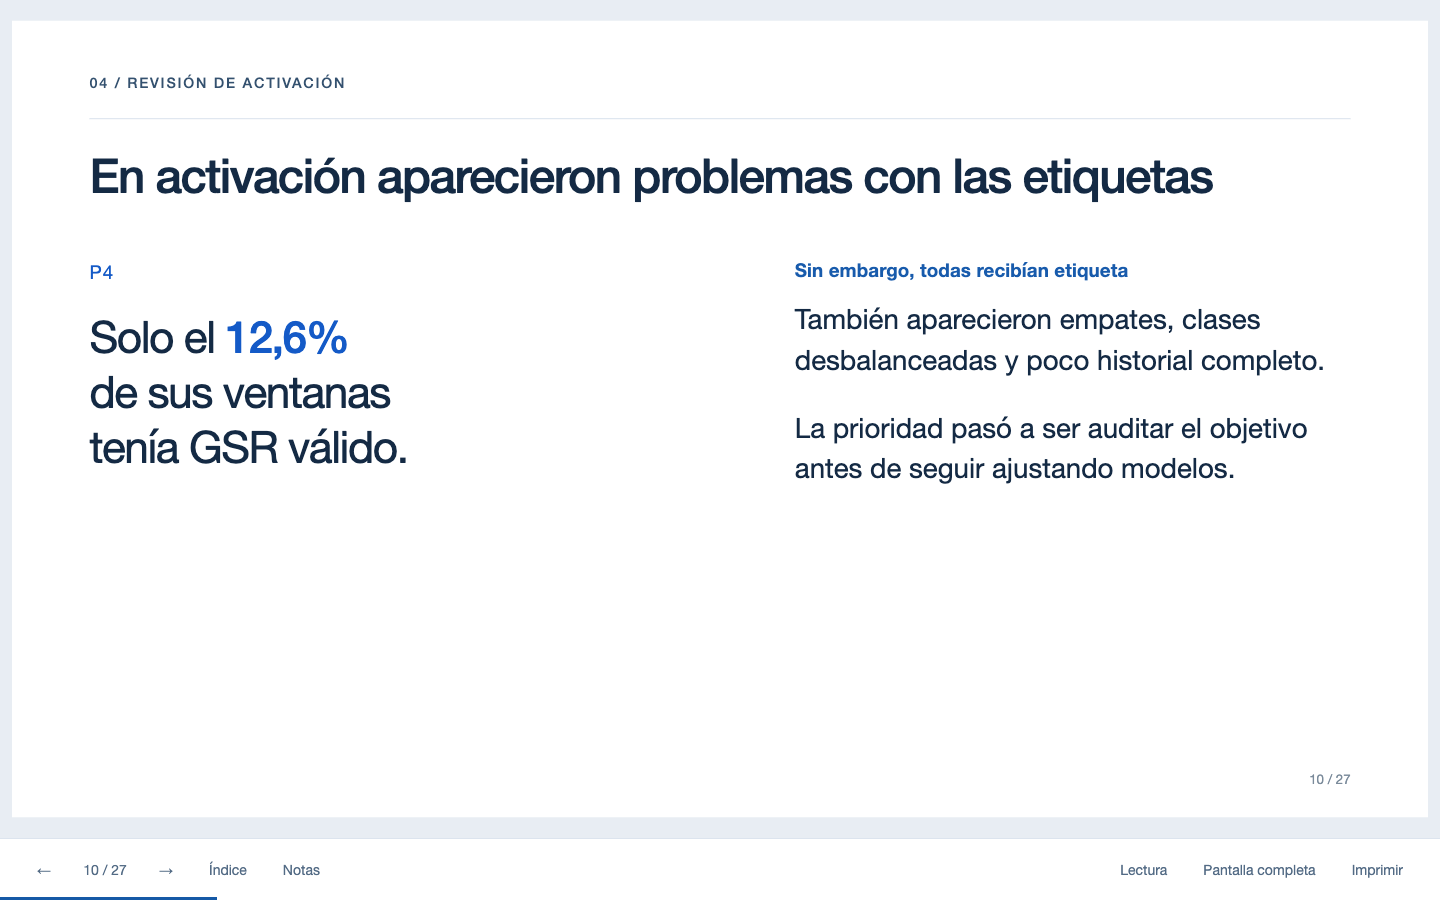 04 / REVISIÓN DE ACTIVACIÓN
En activación aparecieron problemas con las etiquetas
P4
Solo el 12,6%
de sus ventanas
tenía GSR válido.
Sin embargo, todas recibían etiqueta
También aparecieron empates, clases
desbalanceadas y poco historial completo.
La prioridad pasó a ser auditar el objetivo
antes de seguir ajustando modelos.
10 / 27
← 10 / 27 → Índice Notas Lectura Pantalla completa Imprimir